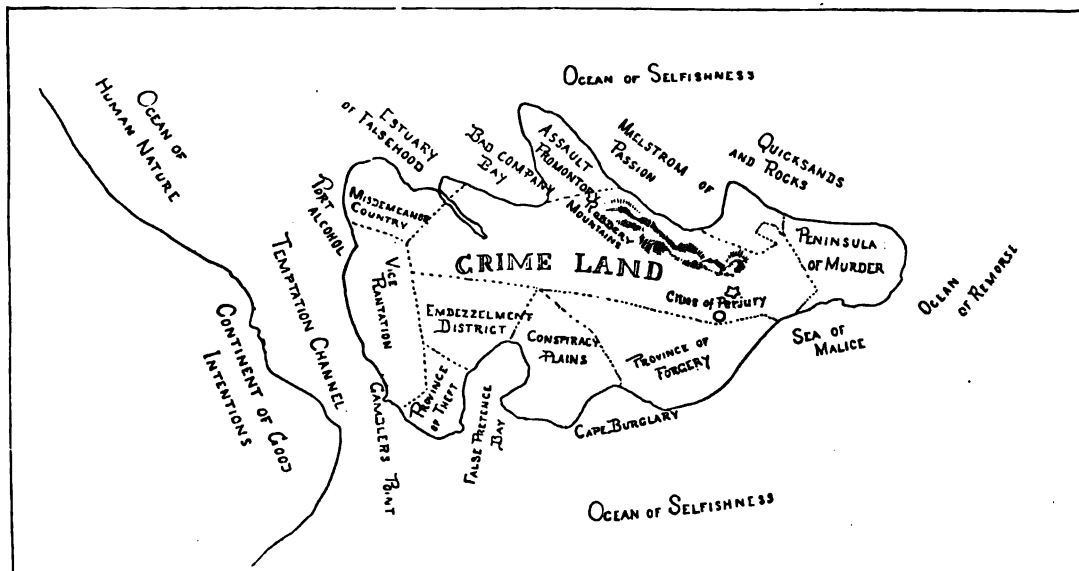 OCEAN OF SELFISHNESS
OCEAN OF
HUMAN NATURE
ESTUARY
OF FALSEHOOD
BAD COMPANY
BAY
ASSAULT
PROMONTORY
MAELSTROM OF
PASSION
QUICKSANDS
AND ROCKS
PORT
ALCOHOL
MISDEMEANOR
COUNTRY
ROBBERY
MOUNTAINS
PENINSULA
OF MURDER
CRIME LAND
VICE
PLANTATION
CITIES OF PERJURY
OCEAN
OF REMORSE
TEMPTATION CHANNEL
CONTINENT OF GOOD
INTENTIONS
EMBEZZELMENT
DISTRICT
CONSPIRACY
PLAINS
PROVINCE OF
FORGERY
SEA OF
MALICE
PROVINCE
OF THEFT
GAMBLERS POINT
FALSE PRETENCE
BAY
CAPE BURGLARY
OCEAN OF SELFISHNESS